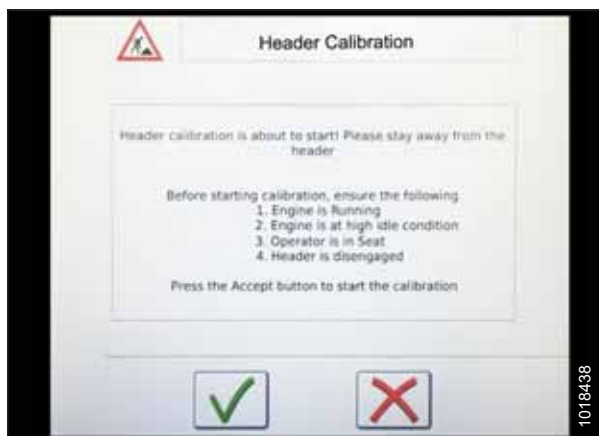 Header Calibration
Header calibration is about to start! Please stay away from the
header
Before starting calibration, ensure the following
1. Engine is Running
2. Engine is at high idle condition
3. Operator is in Seat
4. Header is disengaged
Press the Accept button to start the calibration
1018438